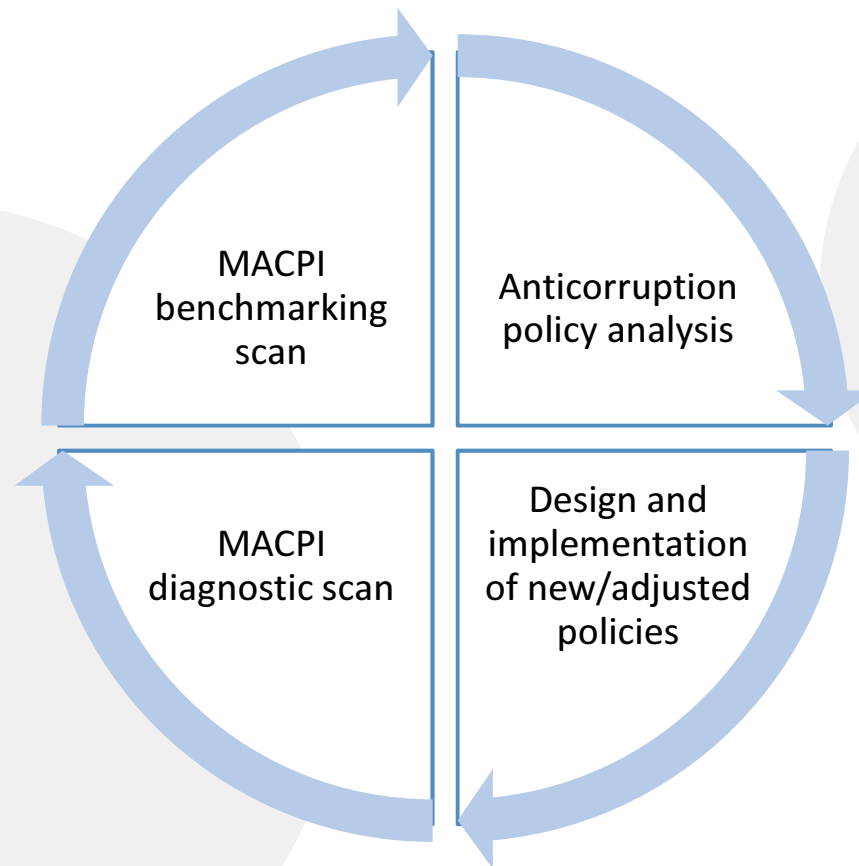 MACPI
benchmarking
scan
Anticorruption
policy analysis
MACPI
diagnostic scan
Design and
implementation
of new/adjusted
policies